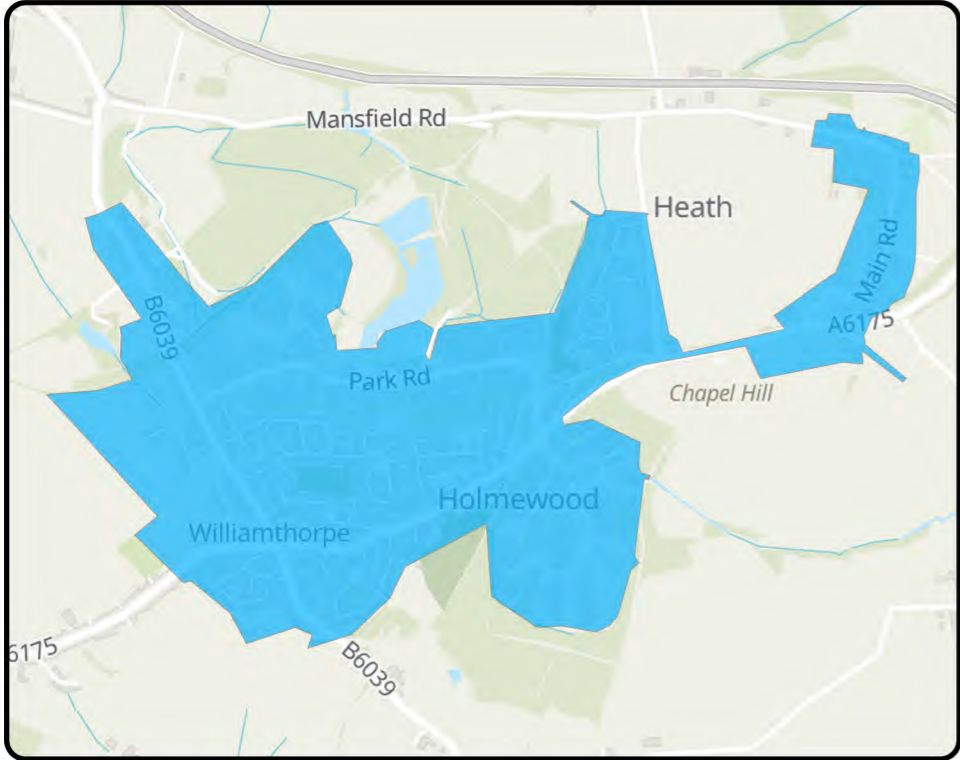 Mansfield Rd
Heath
Main Rd
B6039
A6175
Park Rd
Chapel Hill
Holmewood
Williamthorpe
6175
B6039